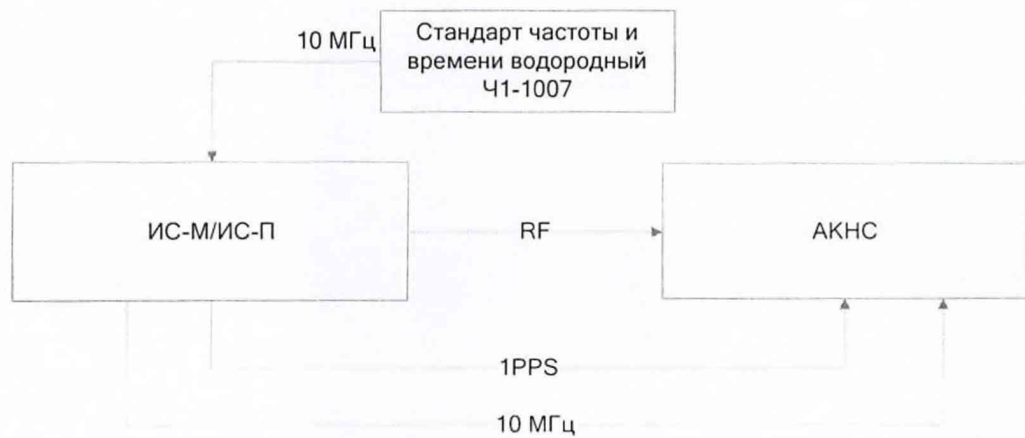 10 МГц
Стандарт частоты и
времени водородный
Ч1-1007
ИС-М/ИС-П
RF
АКНС
1PPS
10 МГц